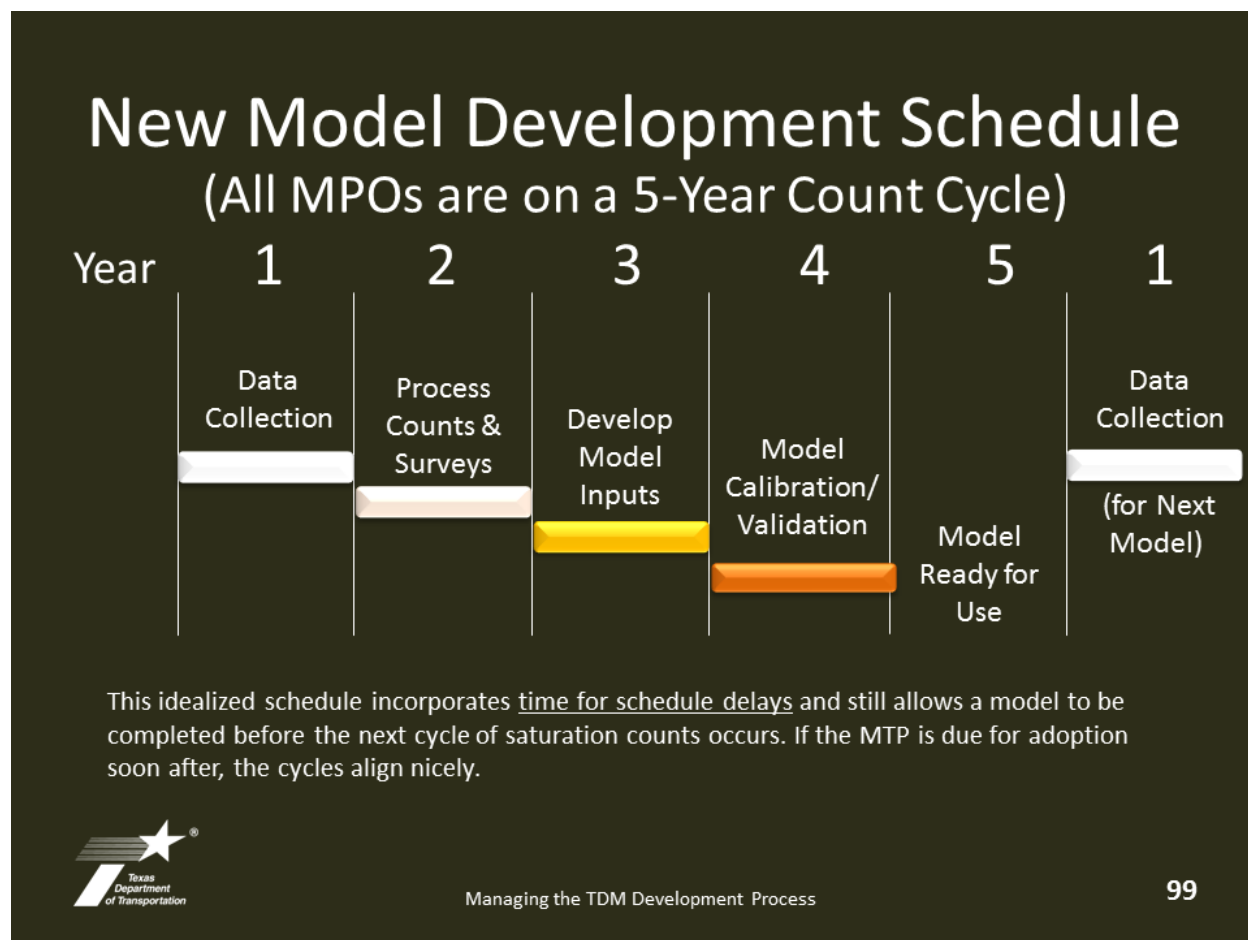 New Model Development Schedule
(All MPOs are on a 5-Year Count Cycle)
Year 1 2 3 4 5 1
Data
Collection
Process
Counts &
Surveys
Develop
Model
Inputs
Model
Calibration/
Validation
Model
Ready for
Use
Data
Collection
(for Next
Model)
This idealized schedule incorporates time for schedule delays and still allows a model to be
completed before the next cycle of saturation counts occurs. If the MTP is due for adoption
soon after, the cycles align nicely.
®
Texas
Department
of Transportation
Managing the TDM Development Process
99